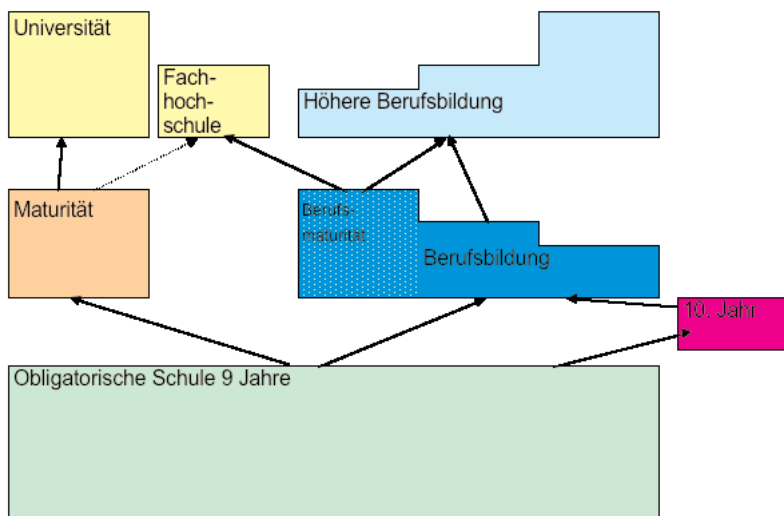 Universität
Fach-
hoch-
schule
Höhere Berufsbildung
Maturität
Berufs-
maturität
Berufsbildung
10. Jahr
Obligatorische Schule 9 Jahre